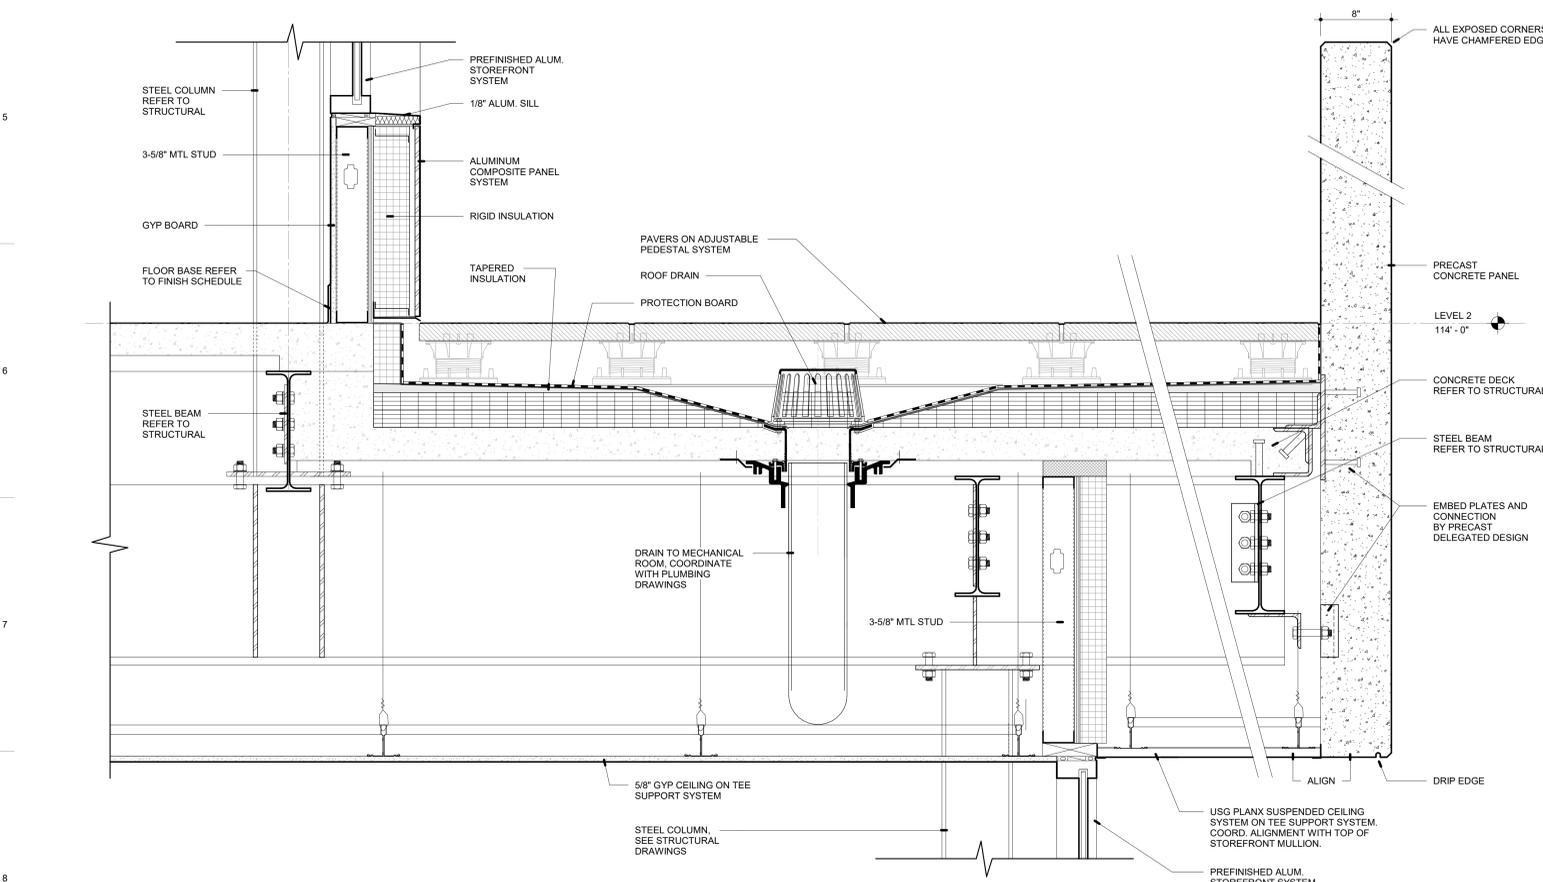 8"
ALL EXPOSED CORNERS
HAVE CHAMFERED EDG
PREFINISHED ALUM.
STOREFRONT
SYSTEM
STEEL COLUMN
REFER TO
STRUCTURAL
1/8" ALUM. SILL
5
3-5/8" MTL STUD
ALUMINUM
COMPOSITE PANEL
SYSTEM
RIGID INSULATION
GYP BOARD
PAVERS ON ADJUSTABLE
PEDESTAL SYSTEM
FLOOR BASE REFER
TO FINISH SCHEDULE
TAPERED
INSULATION
ROOF DRAIN
PRECAST
CONCRETE PANEL
PROTECTION BOARD
LEVEL 2
114' - 0"
6
CONCRETE DECK
REFER TO STRUCTURAL
STEEL BEAM
REFER TO
STRUCTURAL
STEEL BEAM
REFER TO STRUCTURAL
EMBED PLATES AND
CONNECTION
BY PRECAST
DELEGATED DESIGN
DRAIN TO MECHANICAL
ROOM, COORDINATE
WITH PLUMBING
DRAWINGS
7
3-5/8" MTL STUD
5/8" GYP CEILING ON TEE
SUPPORT SYSTEM
ALIGN
DRIP EDGE
USG PLANX SUSPENDED CEILING
SYSTEM ON TEE SUPPORT SYSTEM.
COORD. ALIGNMENT WITH TOP OF
STOREFRONT MULLION.
STEEL COLUMN,
SEE STRUCTURAL
DRAWINGS
8
PREFINISHED ALUM.
STOREFRONT SYSTEM